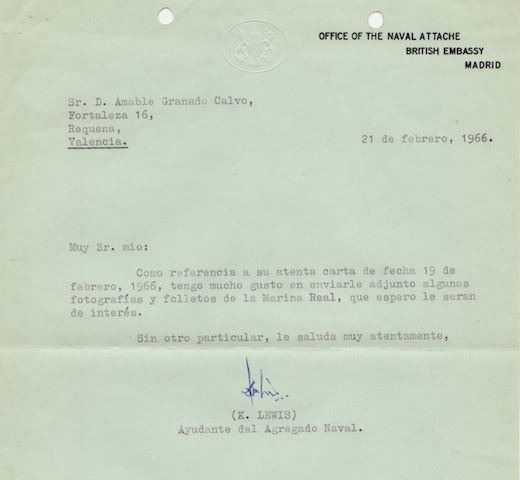 OFFICE OF THE NAVAL ATTACHE
BRITISH EMBASSY
MADRID
Sr. D. Amable Granado Calvo,
Fortaleza 16,
Requena,
Valencia.
21 de febrero, 1966.
Muy Sr. mio:
Como referencia a su atenta carta de fecha 19 de
febrero, 1966, tengo mucho gusto en enviarle adjunto algunas
fotografías y folletos de la Marina Real, que espero le seran
de interés.
Sin otro particular, le saluda muy atentamente,
(K. LEWIS)
Ayudante del Agregado Naval.